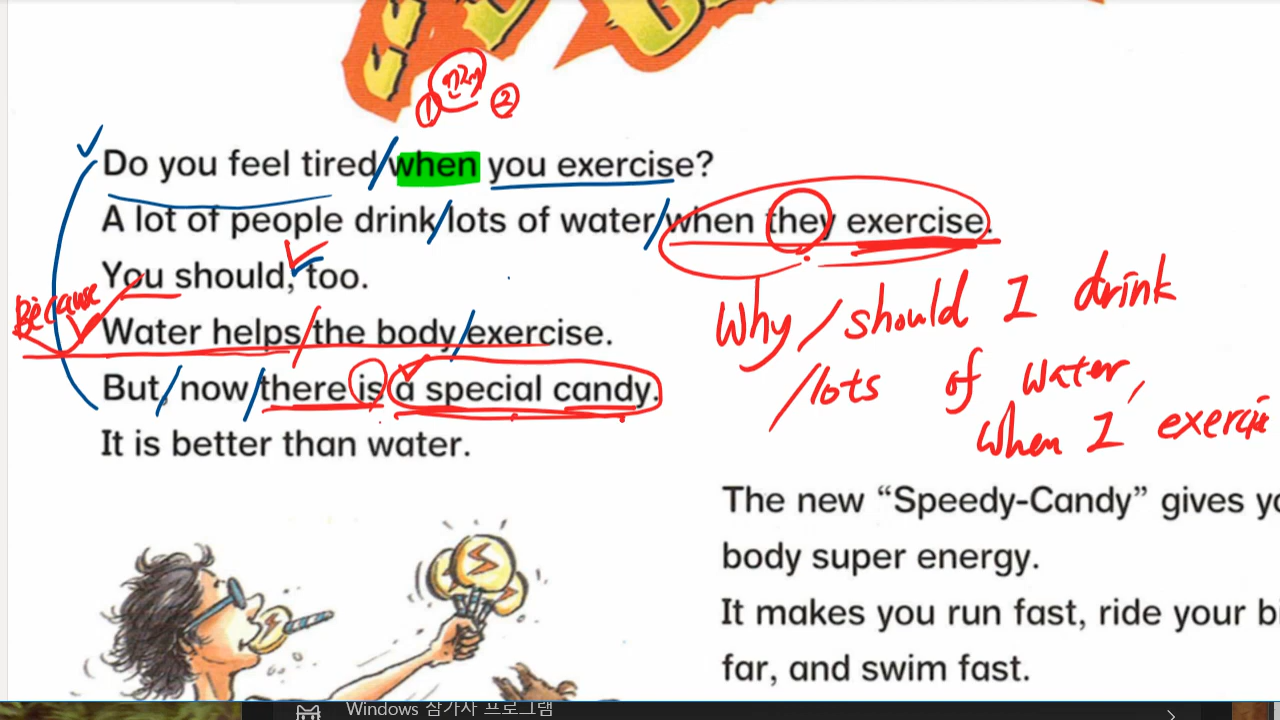 ① ②
Do you feel tired/when you exercise?
A lot of people drink/lots of water/when they exercise.
You should, too.
Because
Water helps/the body/exercise.
But,/now/there is a special candy.
It is better than water.
Why/should I drink
/lots of water,
when I exercise
The new “Speedy-Candy” gives yo
body super energy.
It makes you run fast, ride your bi
far, and swim fast.
Windows 참가자 프로그램